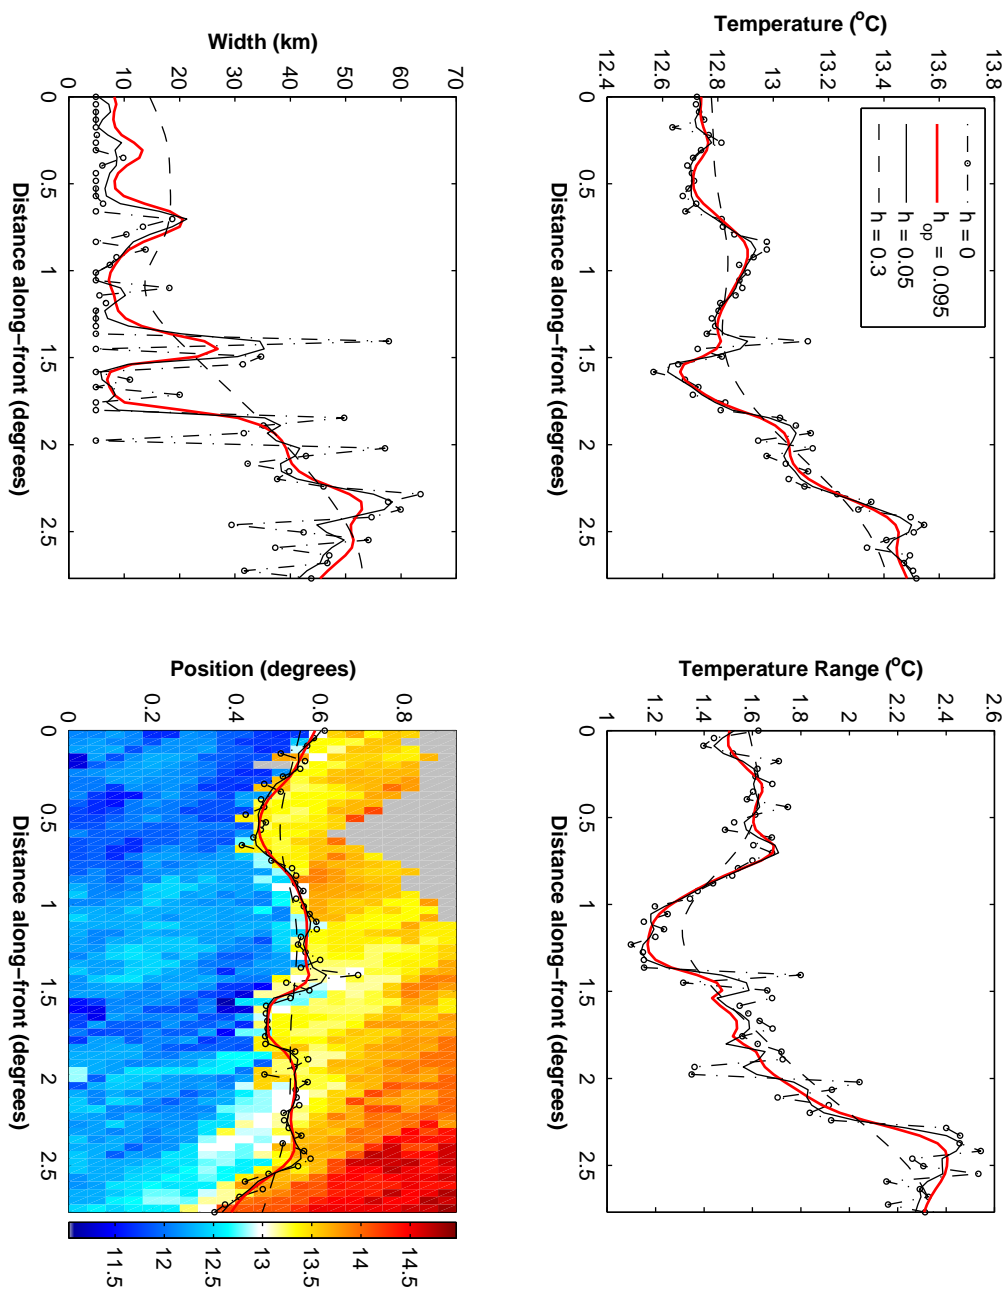 Temperature (°C)
13.8
13.6
13.4
13.2
13
12.8
12.6
12.4
h = 0
h_op = 0.095
h = 0.05
h = 0.3
0 0.5 1 1.5 2 2.5
Distance along−front (degrees)
Temperature Range (°C)
2.6
2.4
2.2
2
1.8
1.6
1.4
1.2
1
0 0.5 1 1.5 2 2.5
Distance along−front (degrees)
Width (km)
70
60
50
40
30
20
10
0
0 0.5 1 1.5 2 2.5
Distance along−front (degrees)
Position (degrees)
0.8
0.6
0.4
0.2
0
0 0.5 1 1.5 2 2.5
Distance along−front (degrees)
14.5
14
13.5
13
12.5
12
11.5